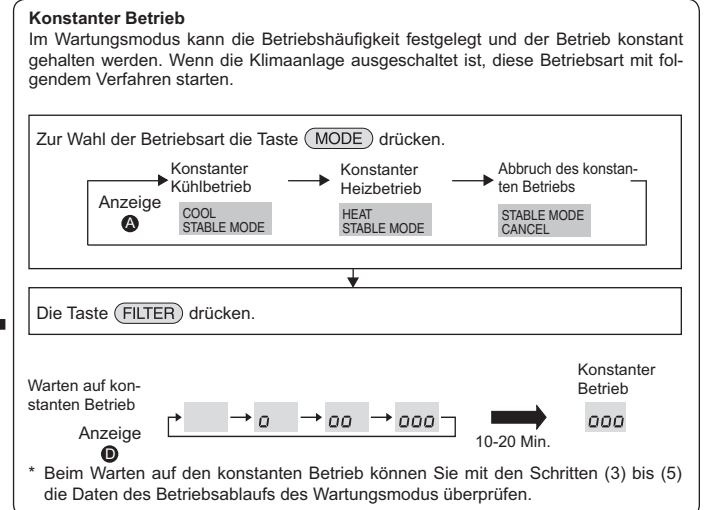 Konstanter Betrieb
Im Wartungsmodus kann die Betriebshäufigkeit festgelegt und der Betrieb konstant
gehalten werden. Wenn die Klimaanlage ausgeschaltet ist, diese Betriebsart mit fol-
gendem Verfahren starten.
Zur Wahl der Betriebsart die Taste MODE drücken.
Anzeige
A
Konstanter
Kühlbetrieb
COOL
STABLE MODE
Konstanter
Heizbetrieb
HEAT
STABLE MODE
Abbruch des konstan-
ten Betriebs
STABLE MODE
CANCEL
Die Taste FILTER drücken.
Warten auf kon-
stanten Betrieb
Anzeige
D
0
00
000
10-20 Min.
Konstanter
Betrieb
000
* Beim Warten auf den konstanten Betrieb können Sie mit den Schritten (3) bis (5)
die Daten des Betriebsablaufs des Wartungsmodus überprüfen.